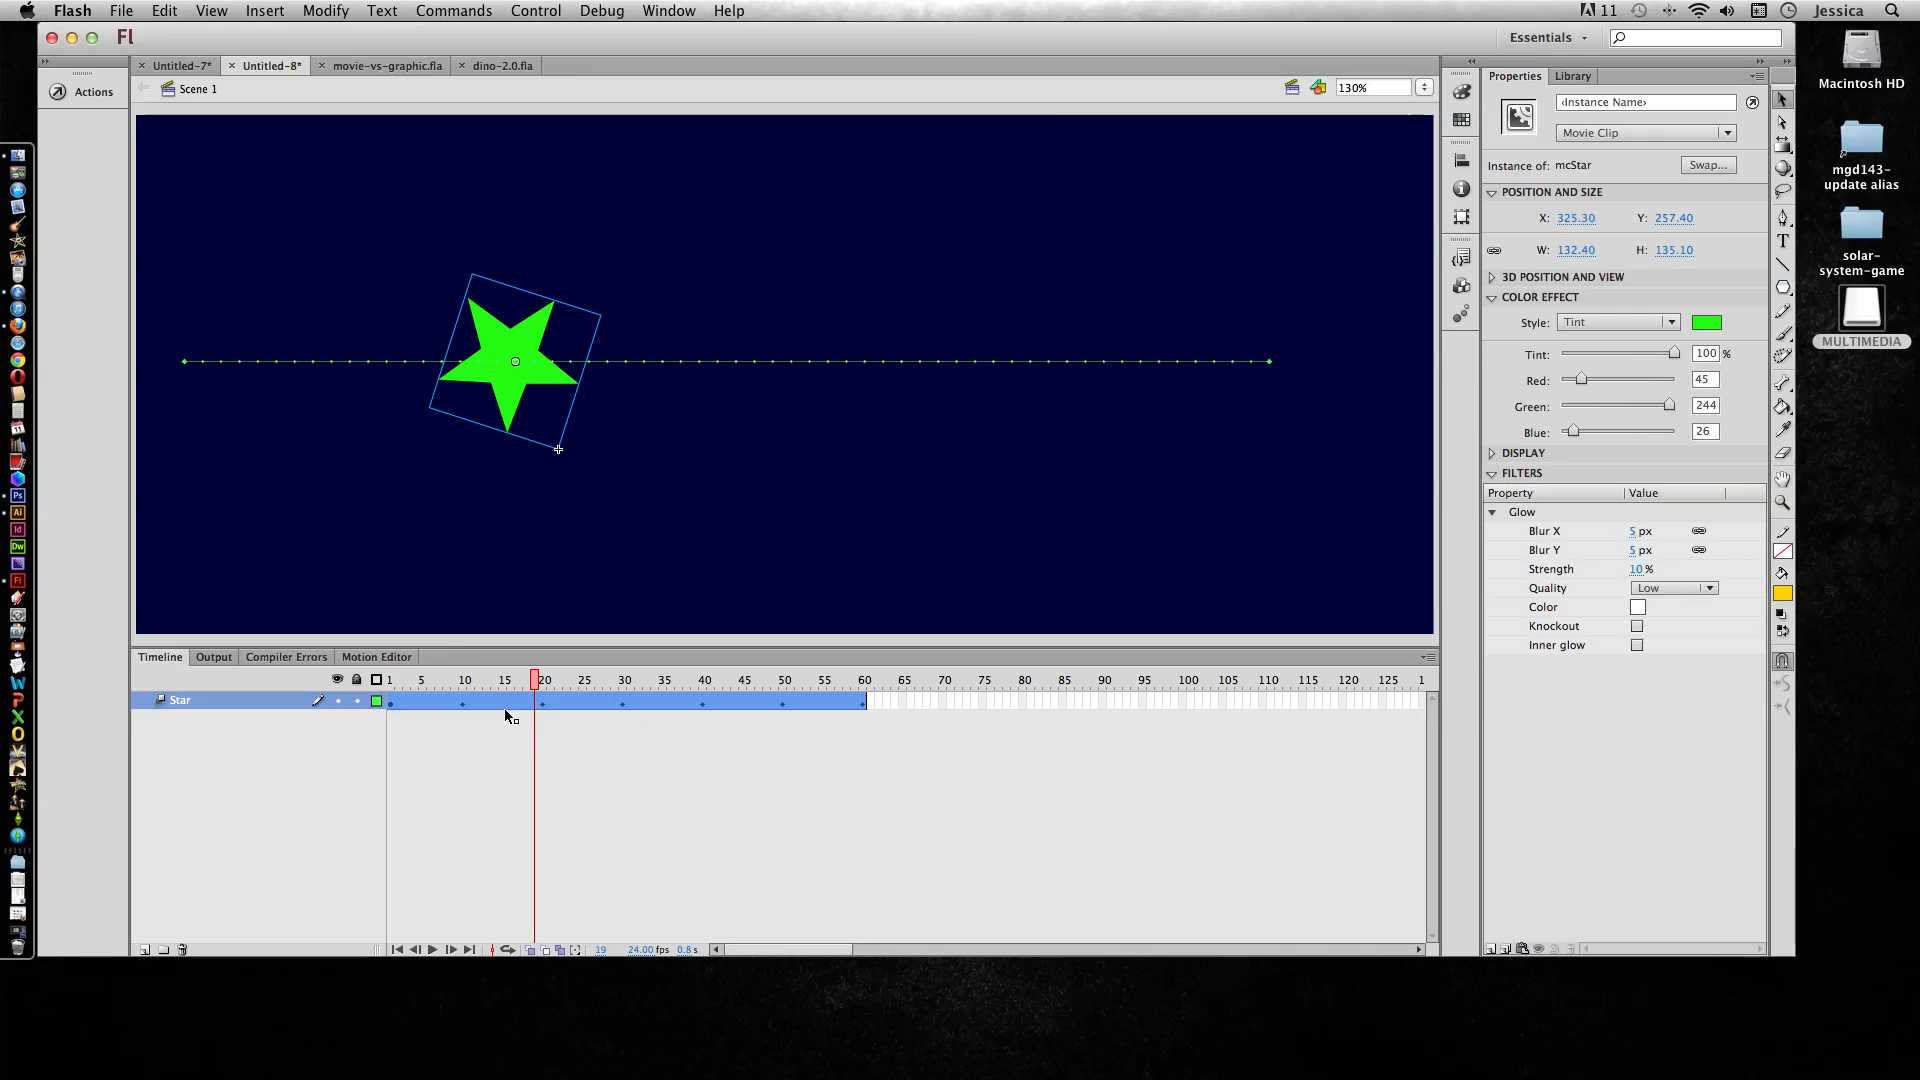 Flash File Edit View Insert Modify Text Commands Control Debug Window Help 11 Jessica
Fl Essentials
Untitled-7* Untitled-8* movie-vs-graphic.fla dino-2.0.fla
Actions
Scene 1 130%
Properties Library
‹Instance Name›
Movie Clip
Instance of: mcStar Swap...
POSITION AND SIZE
X: 325.30 Y: 257.40
W: 132.40 H: 135.10
3D POSITION AND VIEW
COLOR EFFECT
Style: Tint
Tint: 100 %
Red: 45
Green: 244
Blue: 26
DISPLAY
FILTERS
Property Value
Glow
Blur X 5 px
Blur Y 5 px
Strength 10 %
Quality Low
Color
Knockout
Inner glow
Macintosh HD
mgd143-
update alias
solar-
system-game
MULTIMEDIA
Ps
Ai
Id
Dw
Fl
Timeline Output Compiler Errors Motion Editor
1 5 10 15 20 25 30 35 40 45 50 55 60 65 70 75 80 85 90 95 100 105 110 115 120 125 1
Star
19 24.00 fps 0.8 s